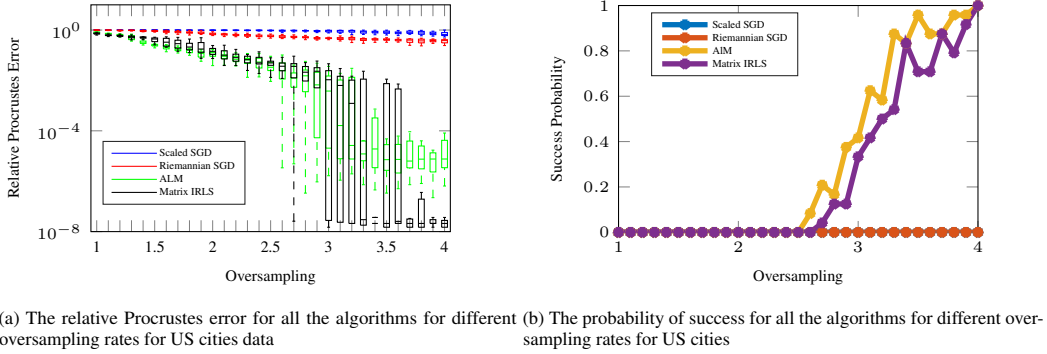 10^0
10^−4
10^−8
Relative Procrustes Error
Scaled SGD
Riemannian SGD
ALM
Matrix IRLS
1 1.5 2 2.5 3 3.5 4
Oversampling
1
0.8
0.6
0.4
0.2
0
Success Probability
Scaled SGD
Riemannian SGD
AlM
Matrix IRLS
1 2 3 4
Oversampling
(a) The relative Procrustes error for all the algorithms for different
oversampling rates for US cities data
(b) The probability of success for all the algorithms for different over-
sampling rates for US cities